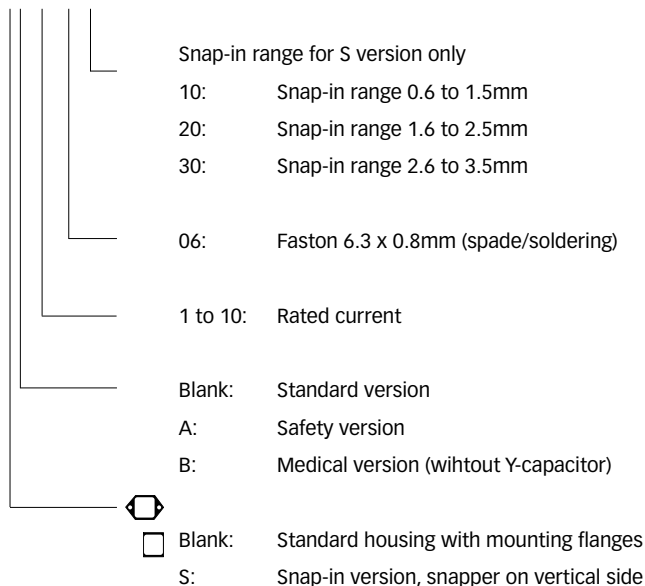 Snap-in range for S version only
10: Snap-in range 0.6 to 1.5mm
20: Snap-in range 1.6 to 2.5mm
30: Snap-in range 2.6 to 3.5mm
06: Faston 6.3 x 0.8mm (spade/soldering)
1 to 10: Rated current
Blank: Standard version
A: Safety version
B: Medical version (wihtout Y-capacitor)
Blank: Standard housing with mounting flanges
S: Snap-in version, snapper on vertical side